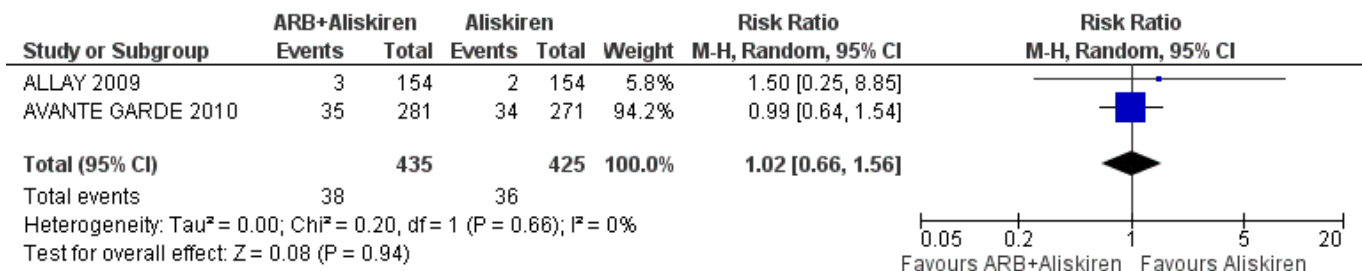 ARB+Aliskiren Aliskiren Risk Ratio Risk Ratio
Study or Subgroup Events Total Events Total Weight M-H, Random, 95% CI M-H, Random, 95% CI
ALLAY 2009 3 154 2 154 5.8% 1.50 [0.25, 8.85]
AVANTE GARDE 2010 35 281 34 271 94.2% 0.99 [0.64, 1.54]
Total (95% CI) 435 425 100.0% 1.02 [0.66, 1.56]
Total events 38 36
Heterogeneity: Tau² = 0.00; Chi² = 0.20, df = 1 (P = 0.66); I² = 0%
Test for overall effect: Z = 0.08 (P = 0.94)
0.05 0.2 1 5 20
Favours ARB+Aliskiren Favours Aliskiren